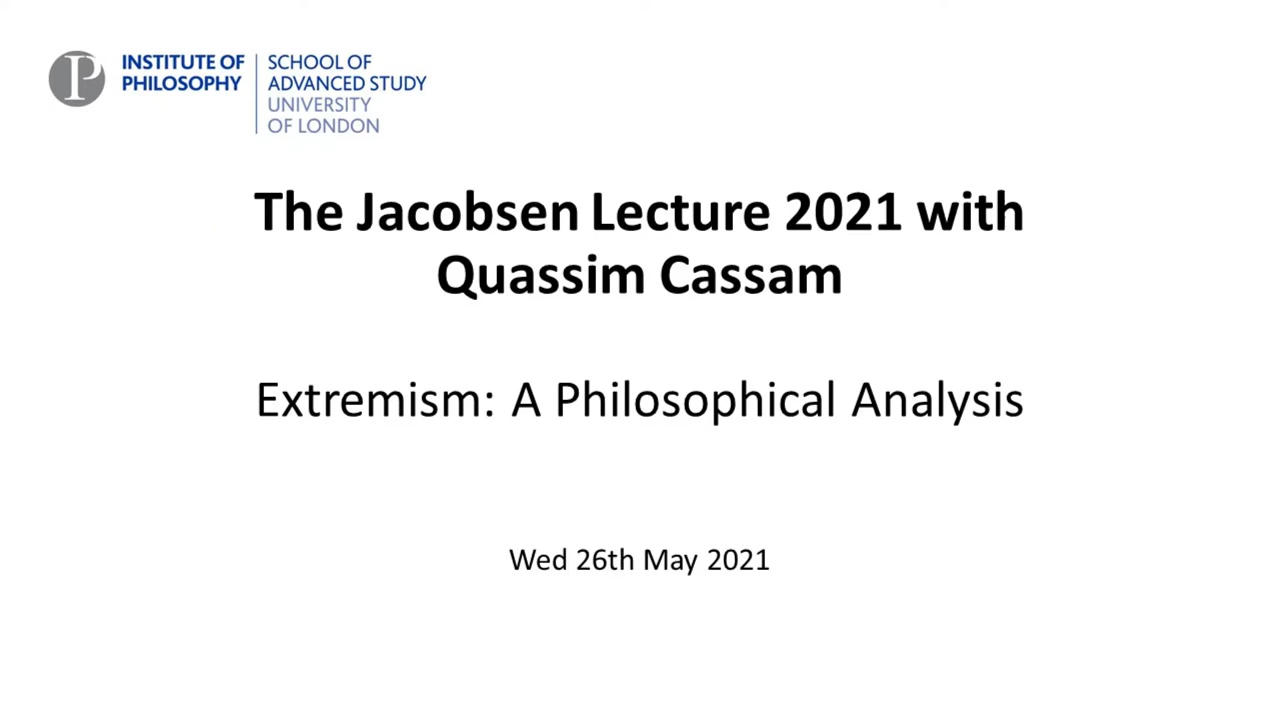 INSTITUTE OF
PHILOSOPHY
SCHOOL OF
ADVANCED STUDY
UNIVERSITY
OF LONDON
The Jacobsen Lecture 2021 with
Quassim Cassam
Extremism: A Philosophical Analysis
Wed 26th May 2021